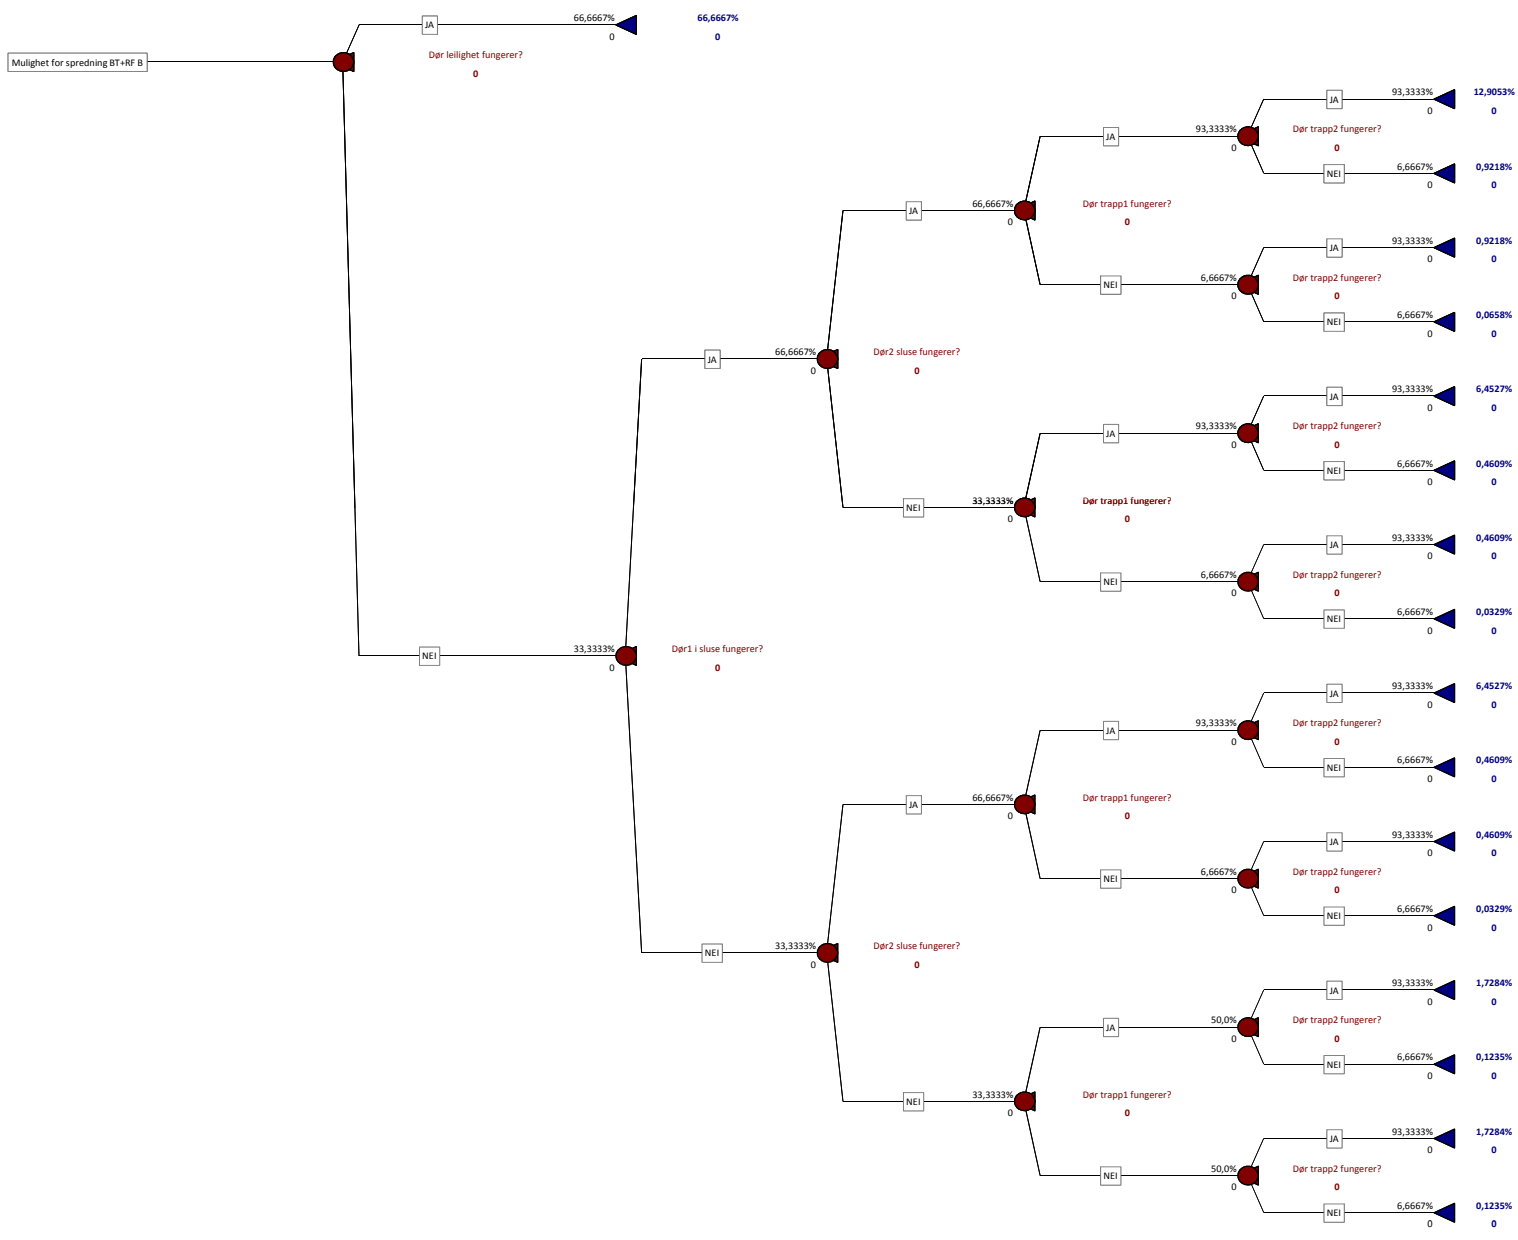 JA 66,6667% 66,6667%
0 0
Mulighet for spredning BT+RF B Dør leilighet fungerer?
0
JA 93,3333% 12,9053%
0 0
JA 93,3333% Dør trapp2 fungerer?
0 0
NEI 6,6667% 0,9218%
0 0
JA 66,6667% Dør trapp1 fungerer?
0 0
JA 93,3333% 0,9218%
0 0
NEI 6,6667% Dør trapp2 fungerer?
0 0
NEI 6,6667% 0,0658%
0 0
JA 66,6667% Dør2 sluse fungerer?
0 0
JA 93,3333% 6,4527%
0 0
JA 93,3333% Dør trapp2 fungerer?
0 0
NEI 6,6667% 0,4609%
0 0
NEI 33,3333% Dør trapp1 fungerer?
0 0
JA 93,3333% 0,4609%
0 0
NEI 6,6667% Dør trapp2 fungerer?
0 0
NEI 6,6667% 0,0329%
0 0
NEI 33,3333% Dør1 i sluse fungerer?
0 0
JA 93,3333% 6,4527%
0 0
JA 93,3333% Dør trapp2 fungerer?
0 0
NEI 6,6667% 0,4609%
0 0
JA 66,6667% Dør trapp1 fungerer?
0 0
JA 93,3333% 0,4609%
0 0
NEI 6,6667% Dør trapp2 fungerer?
0 0
NEI 6,6667% 0,0329%
0 0
NEI 33,3333% Dør2 sluse fungerer?
0 0
JA 93,3333% 1,7284%
0 0
JA 50,0% Dør trapp2 fungerer?
0 0
NEI 6,6667% 0,1235%
0 0
NEI 33,3333% Dør trapp1 fungerer?
0 0
JA 93,3333% 1,7284%
0 0
NEI 50,0% Dør trapp2 fungerer?
0 0
NEI 6,6667% 0,1235%
0 0